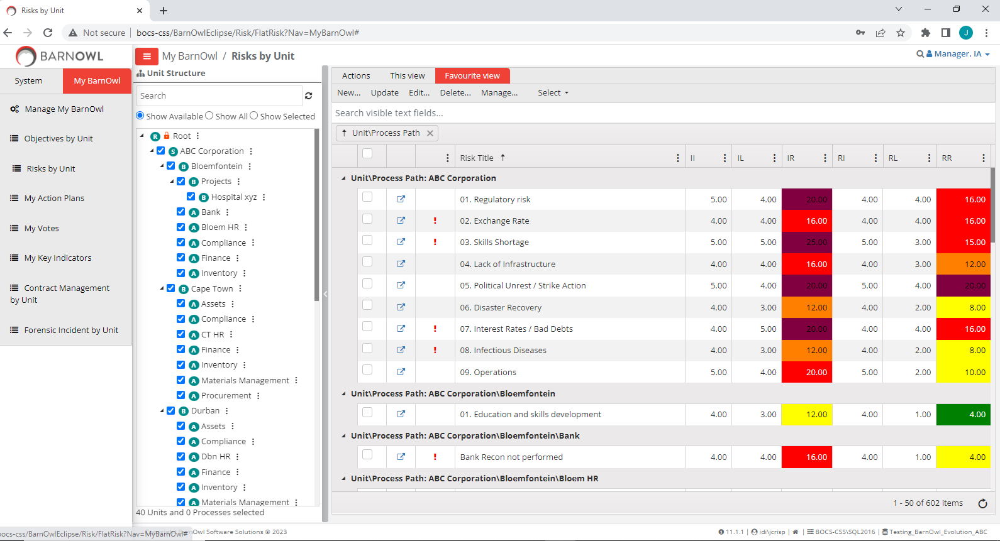 Risks by Unit
Not secure
bocs-css/BarnOwlEclipse/Risk/FlatRisk?Nav=MyBarnOwl#
J
BARNOWL
My BarnOwl / Risks by Unit
Manager, IA
System
My BarnOwl
Manage My BarnOwl
Objectives by Unit
Risks by Unit
My Action Plans
My Votes
My Key Indicators
Contract Management
by Unit
Forensic Incident by Unit
Unit Structure
Search
Show Available Show All Show Selected
R Root
S ABC Corporation
B Bloemfontein
B Projects
B Hospital xyz
A Bank
A Bloem HR
A Compliance
A Finance
A Inventory
B Cape Town
A Assets
A Compliance
A CT HR
A Finance
A Inventory
A Materials Management
A Procurement
B Durban
A Assets
A Compliance
A Dbn HR
A Finance
A Inventory
A Materials Management
40 Units and 0 Processes selected
Actions This view Favourite view
New... Update Edit... Delete... Manage... Select
Search visible text fields...
Unit\Process Path
Risk Title II IL IR RI RL RR
Unit\Process Path: ABC Corporation
01. Regulatory risk 5.00 4.00 20.00 4.00 4.00 16.00
! 02. Exchange Rate 4.00 4.00 16.00 4.00 4.00 16.00
! 03. Skills Shortage 5.00 5.00 25.00 5.00 3.00 15.00
04. Lack of Infrastructure 4.00 4.00 16.00 4.00 3.00 12.00
05. Political Unrest / Strike Action 5.00 4.00 20.00 5.00 4.00 20.00
06. Disaster Recovery 4.00 3.00 12.00 4.00 2.00 8.00
! 07. Interest Rates / Bad Debts 4.00 5.00 20.00 4.00 4.00 16.00
! 08. Infectious Diseases 4.00 3.00 12.00 4.00 2.00 8.00
09. Operations 5.00 4.00 20.00 5.00 2.00 10.00
Unit\Process Path: ABC Corporation\Bloemfontein
01. Education and skills development 4.00 3.00 12.00 4.00 1.00 4.00
Unit\Process Path: ABC Corporation\Bloemfontein\Bank
! Bank Recon not performed 4.00 4.00 16.00 4.00 1.00 4.00
Unit\Process Path: ABC Corporation\Bloemfontein\Bloem HR
1 - 50 of 602 items
ocs-css/BarnOwlEclipse/Risk/FlatRisk?Nav=MyBarnOwl#
Owl Software Solutions © 2023
11.1.1 | idi\jcrisp | | BOCS-CSS\SQL2016 | Testing_BarnOwl_Evolution_ABC